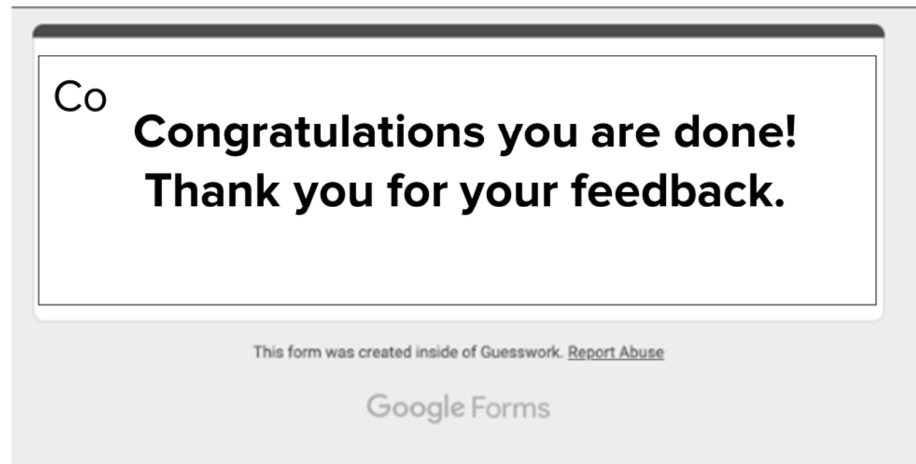 Co
Congratulations you are done!
Thank you for your feedback.
This form was created inside of Guesswork. Report Abuse
Google Forms